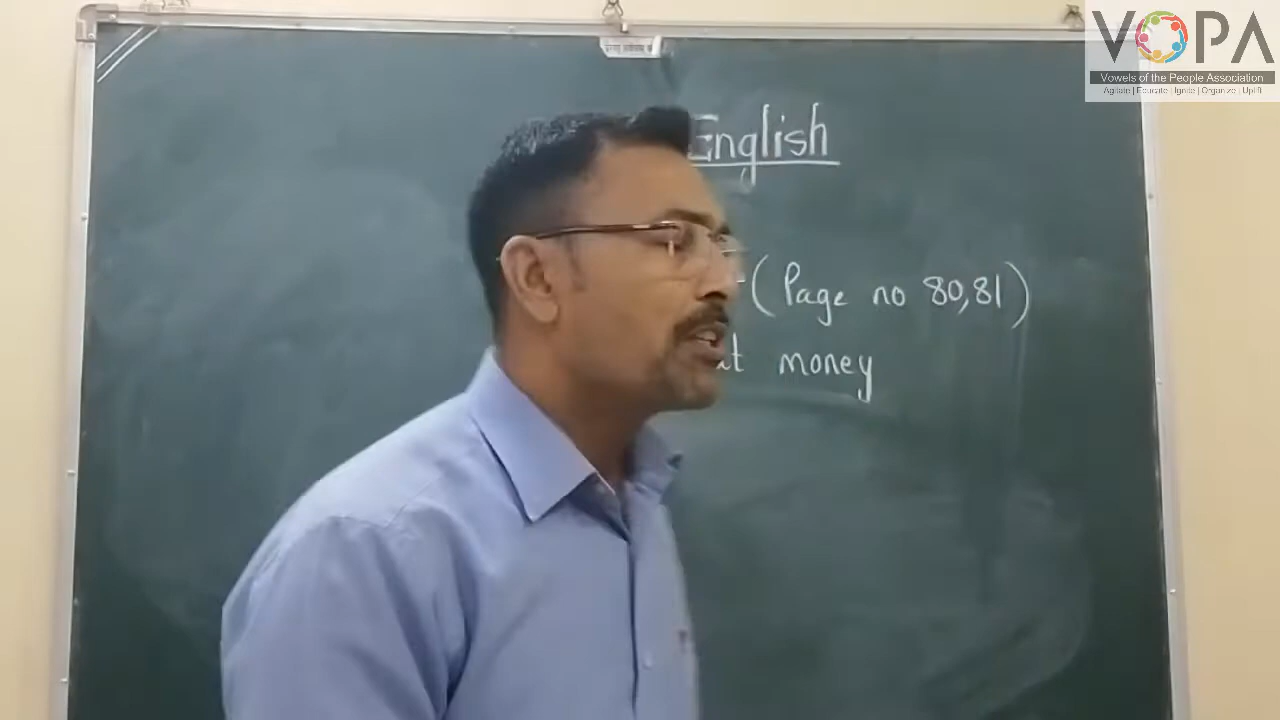 VOPA
Vowels of the People Association
Agitate | Educate | Ignite | Organize | Uplift
English
(Page no 80,81)
money